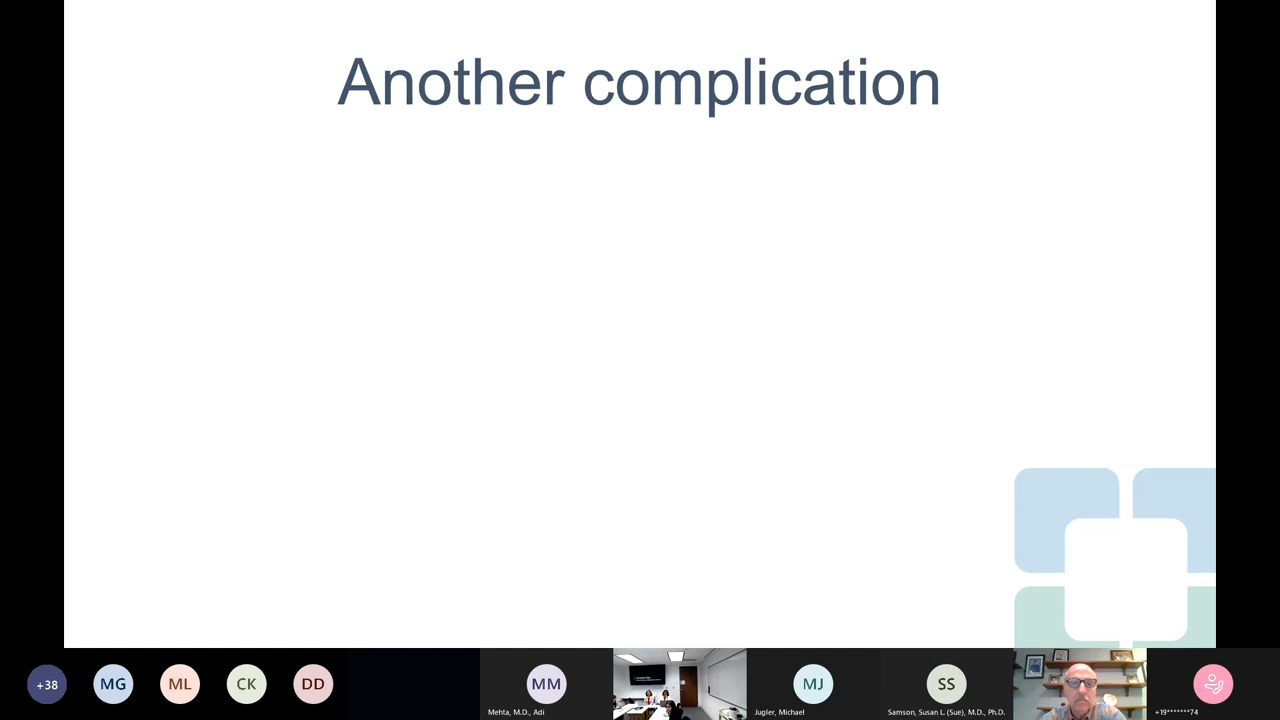 Another complication
+38
MG
ML
CK
DD
MM
MJ
SS
Mehta, M.D., Adi
Jugler, Michael
Samson, Susan L. (Sue), M.D., Ph.D.
+19*******74